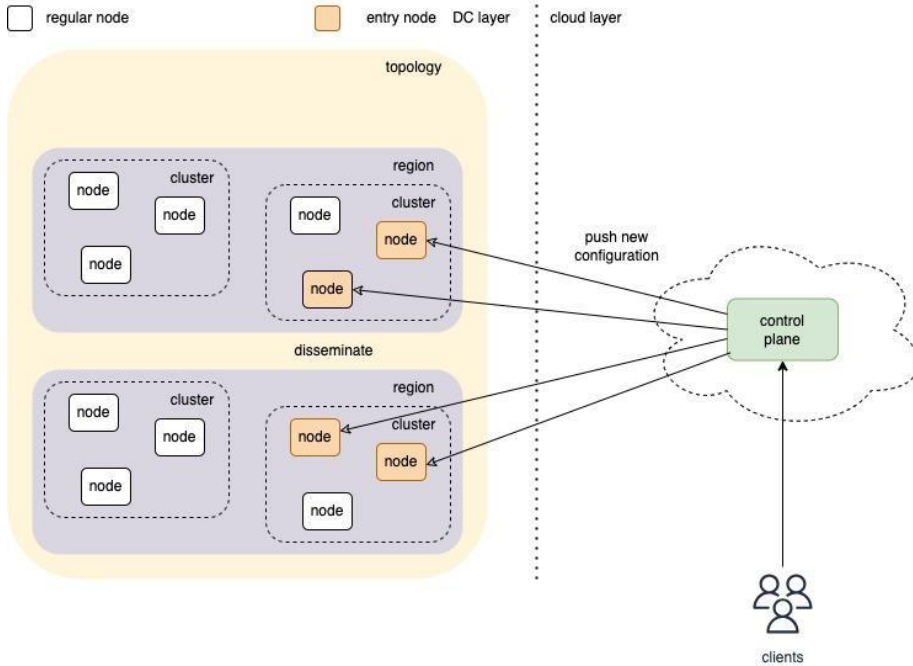 regular node
entry node
DC layer
cloud layer
topology
region
cluster
node
node
node
cluster
node
node
node
push new
configuration
control
plane
disseminate
region
cluster
node
node
node
cluster
node
node
node
clients